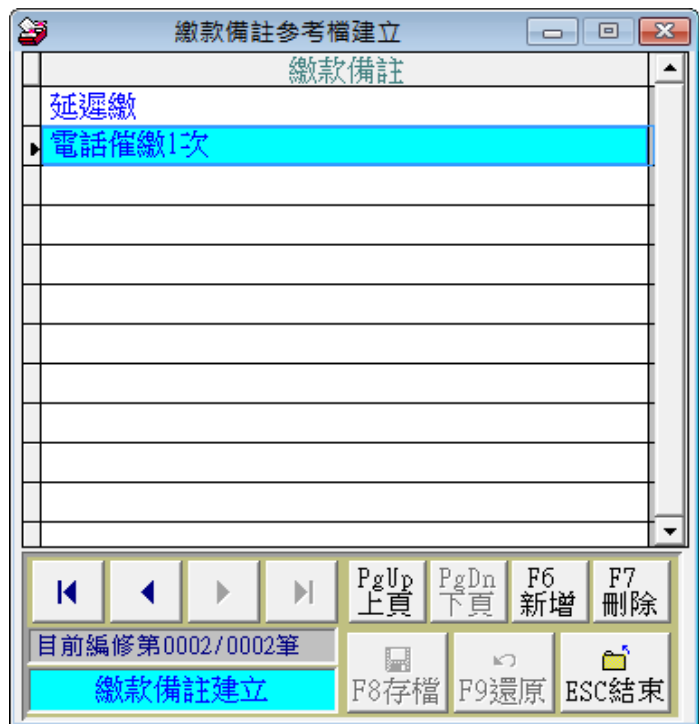 繳款備註參考檔建立
繳款備註
延遲繳
電話催繳1次
PgUp
上頁
PgDn
下頁
F6
新增
F7
刪除
目前編修第0002/0002筆
繳款備註建立
F8存檔
F9還原
ESC結束